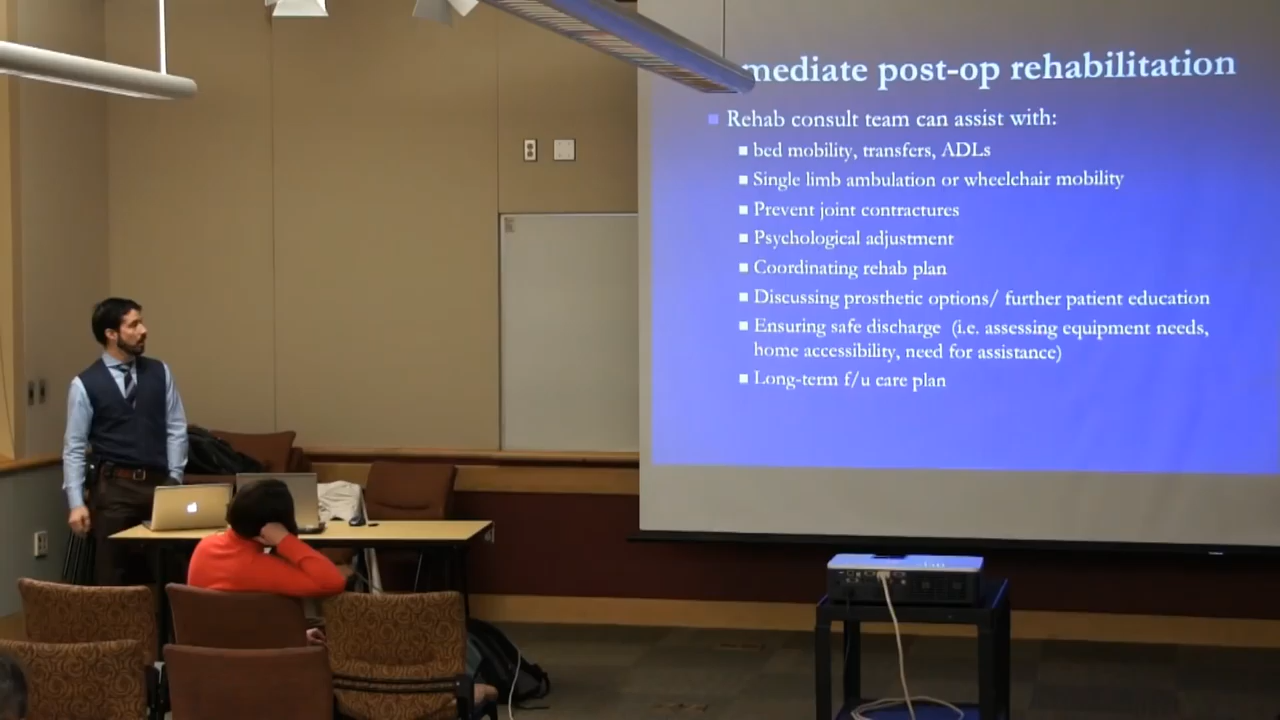 mediate post-op rehabilitation
Rehab consult team can assist with:
bed mobility, transfers, ADLs
Single limb ambulation or wheelchair mobility
Prevent joint contractures
Psychological adjustment
Coordinating rehab plan
Discussing prosthetic options/ further patient education
Ensuring safe discharge (i.e. assessing equipment needs,
home accessibility, need for assistance)
Long-term f/u care plan